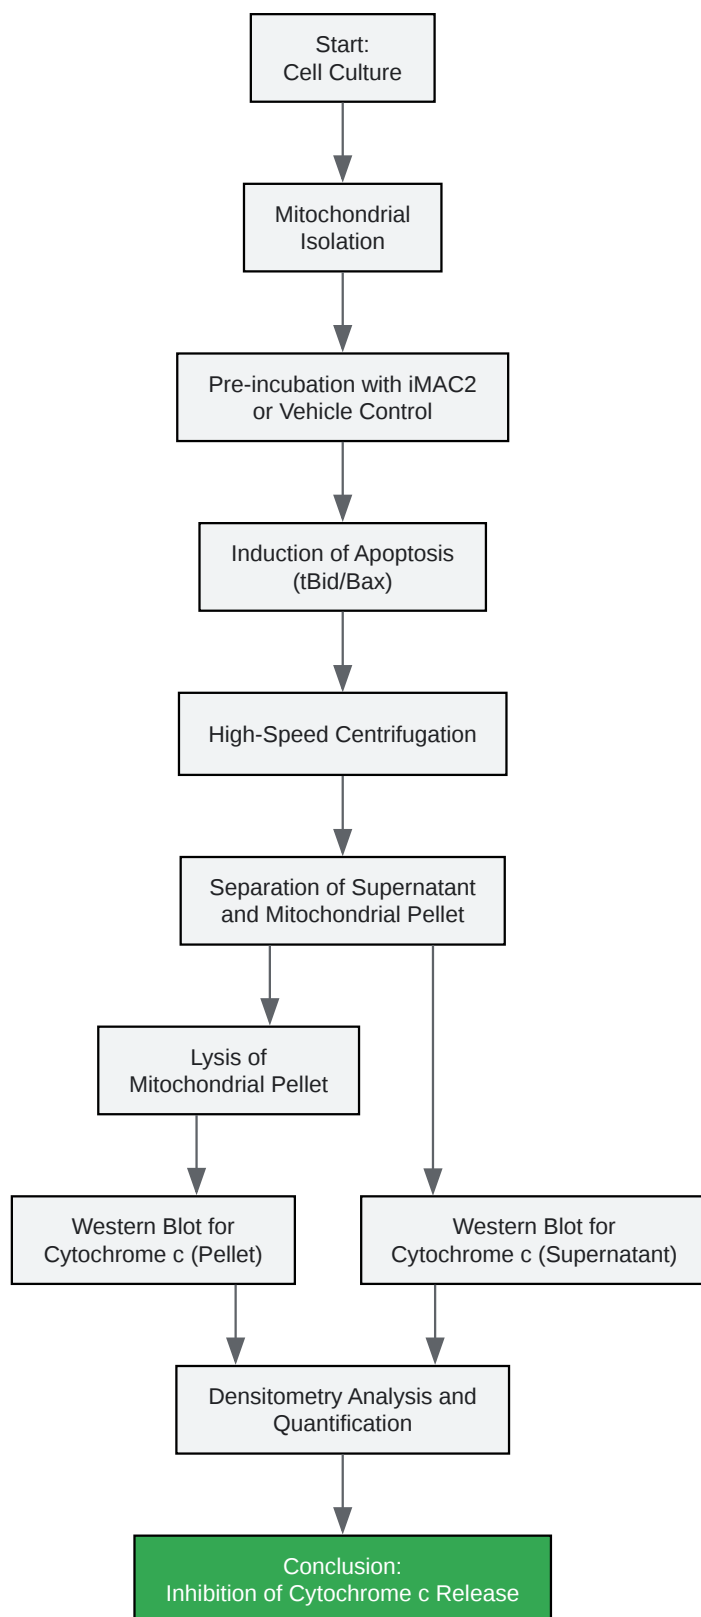 Start:
Cell Culture
Mitochondrial
Isolation
Pre-incubation with iMAC2
or Vehicle Control
Induction of Apoptosis
(tBid/Bax)
High-Speed Centrifugation
Separation of Supernatant
and Mitochondrial Pellet
Lysis of
Mitochondrial Pellet
Western Blot for
Cytochrome c (Pellet)
Western Blot for
Cytochrome c (Supernatant)
Densitometry Analysis and
Quantification
Conclusion:
Inhibition of Cytochrome c Release